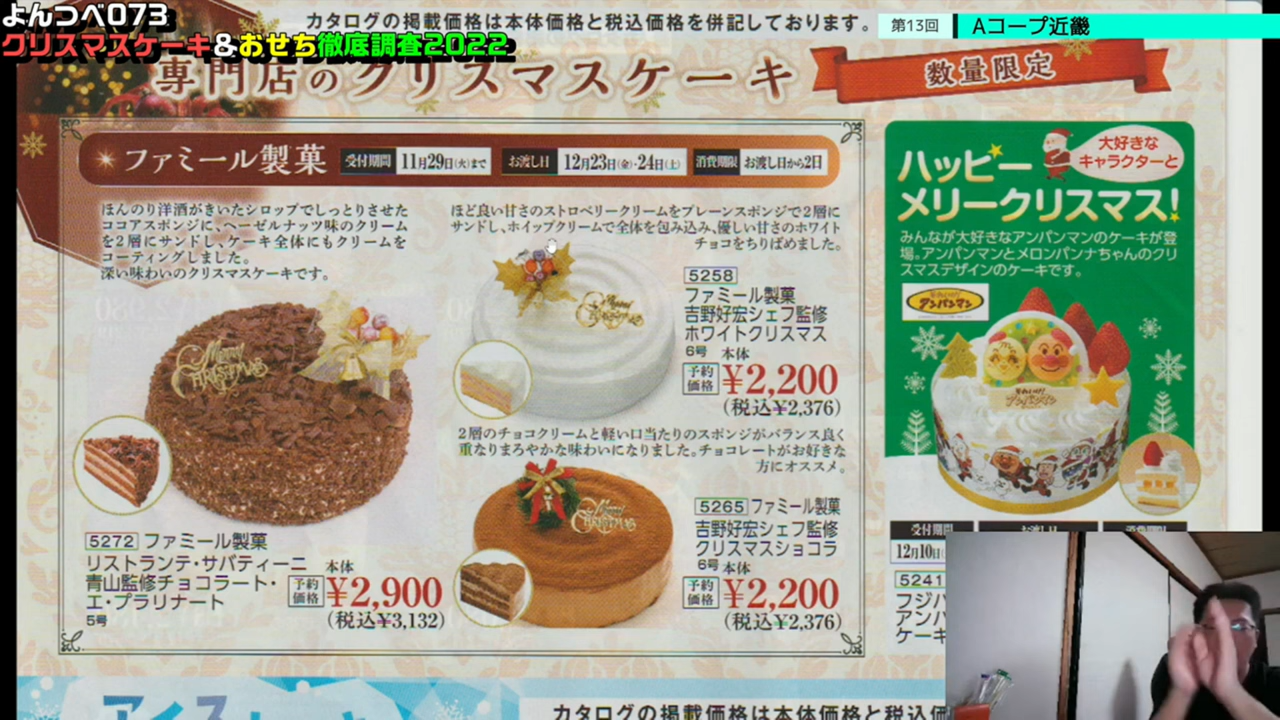 よんつべ073
クリスマスケーキ&おせち徹底調査2022
カタログの掲載価格は本体価格と税込価格を併記しております。
第13回
Aコープ近畿
専門店のクリスマスケーキ
数量限定
ファミール製菓
受付期間 11月29日(火)まで
お渡し日 12月23日(金)・24日(土)
消費期限 お渡し日から2日
ほんのり洋酒がきいたシロップでしっとりさせた
ココアスポンジに、ヘーゼルナッツ味のクリーム
を2層にサンドし、ケーキ全体にもクリームを
コーティングしました。
深い味わいのクリスマスケーキです。
Merry
CHRISTMAS
5272 ファミール製菓
リストランテ・サバティーニ
青山監修チョコラート・
エ・プラリナート
5号
本体
予約価格 ¥2,900
(税込¥3,132)
ほど良い甘さのストロベリークリームをプレーンスポンジで2層に
サンドし、ホイップクリームで全体を包み込み、優しい甘さのホワイト
チョコをちりばめました。
5258
ファミール製菓
吉野好宏シェフ監修
ホワイトクリスマス
6号 本体
予約価格 ¥2,200
(税込¥2,376)
2層のチョコクリームと軽い口当たりのスポンジがバランス良く
重なりまろやかな味わいになりました。チョコレートがお好きな
方にオススメ。
Merry
CHRISTMAS
5265 ファミール製菓
吉野好宏シェフ監修
クリスマスショコラ
6号 本体
予約価格 ¥2,200
(税込¥2,376)
大好きな
キャラクターと
ハッピー
メリークリスマス!
みんなが大好きなアンパンマンのケーキが登
場。アンパンマンとメロンパンナちゃんのクリ
スマスデザインのケーキです。
それいけ!
アンパンマン
受付期間
お渡し日
消費期限
12月10日
5241
フジパ
アンパ
ケーキ
カタログの掲載価格は本体価格と税込価